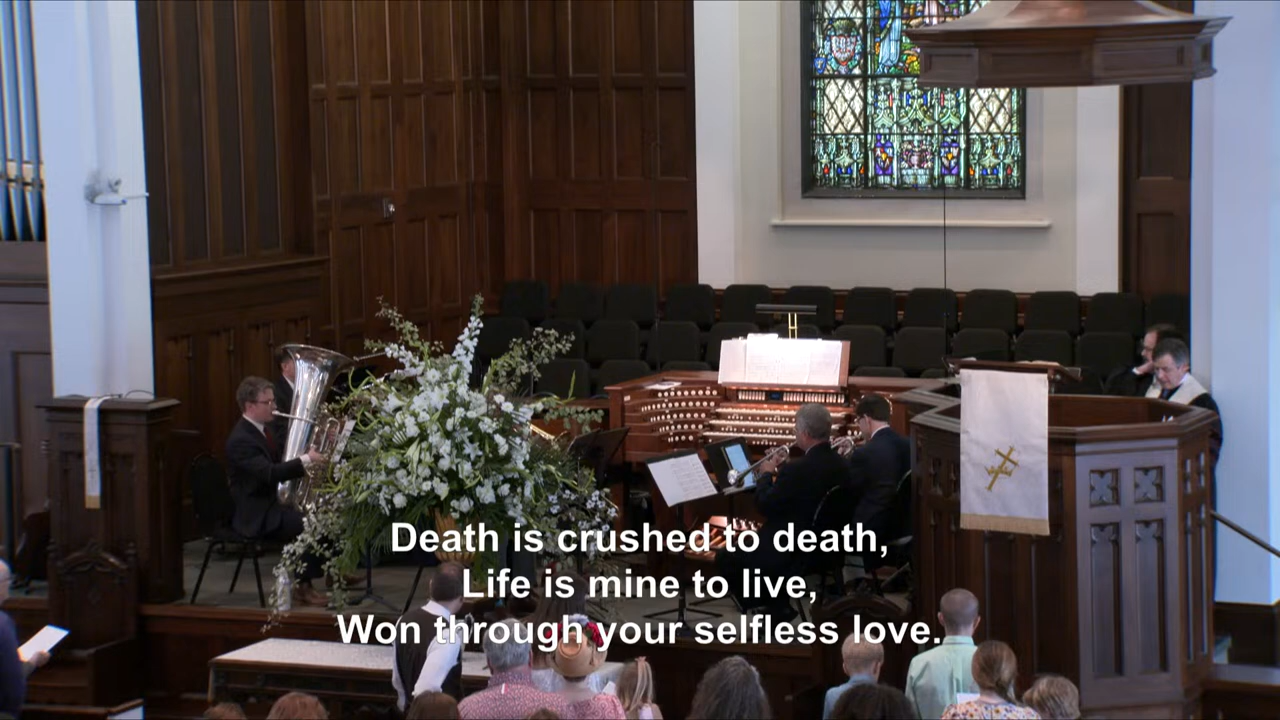 Death is crushed to death,
Life is mine to live,
Won through your selfless love.